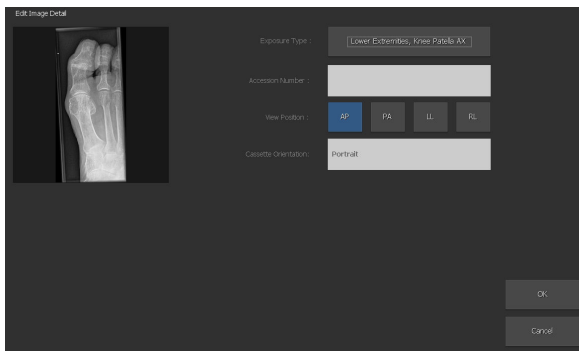 Edit Image Detail
Exposure Type :
Lower Extremities, Knee Patella AX
Accession Number :
View Position :
AP PA LL RL
Cassette Orientation:
Portrait
OK
Cancel